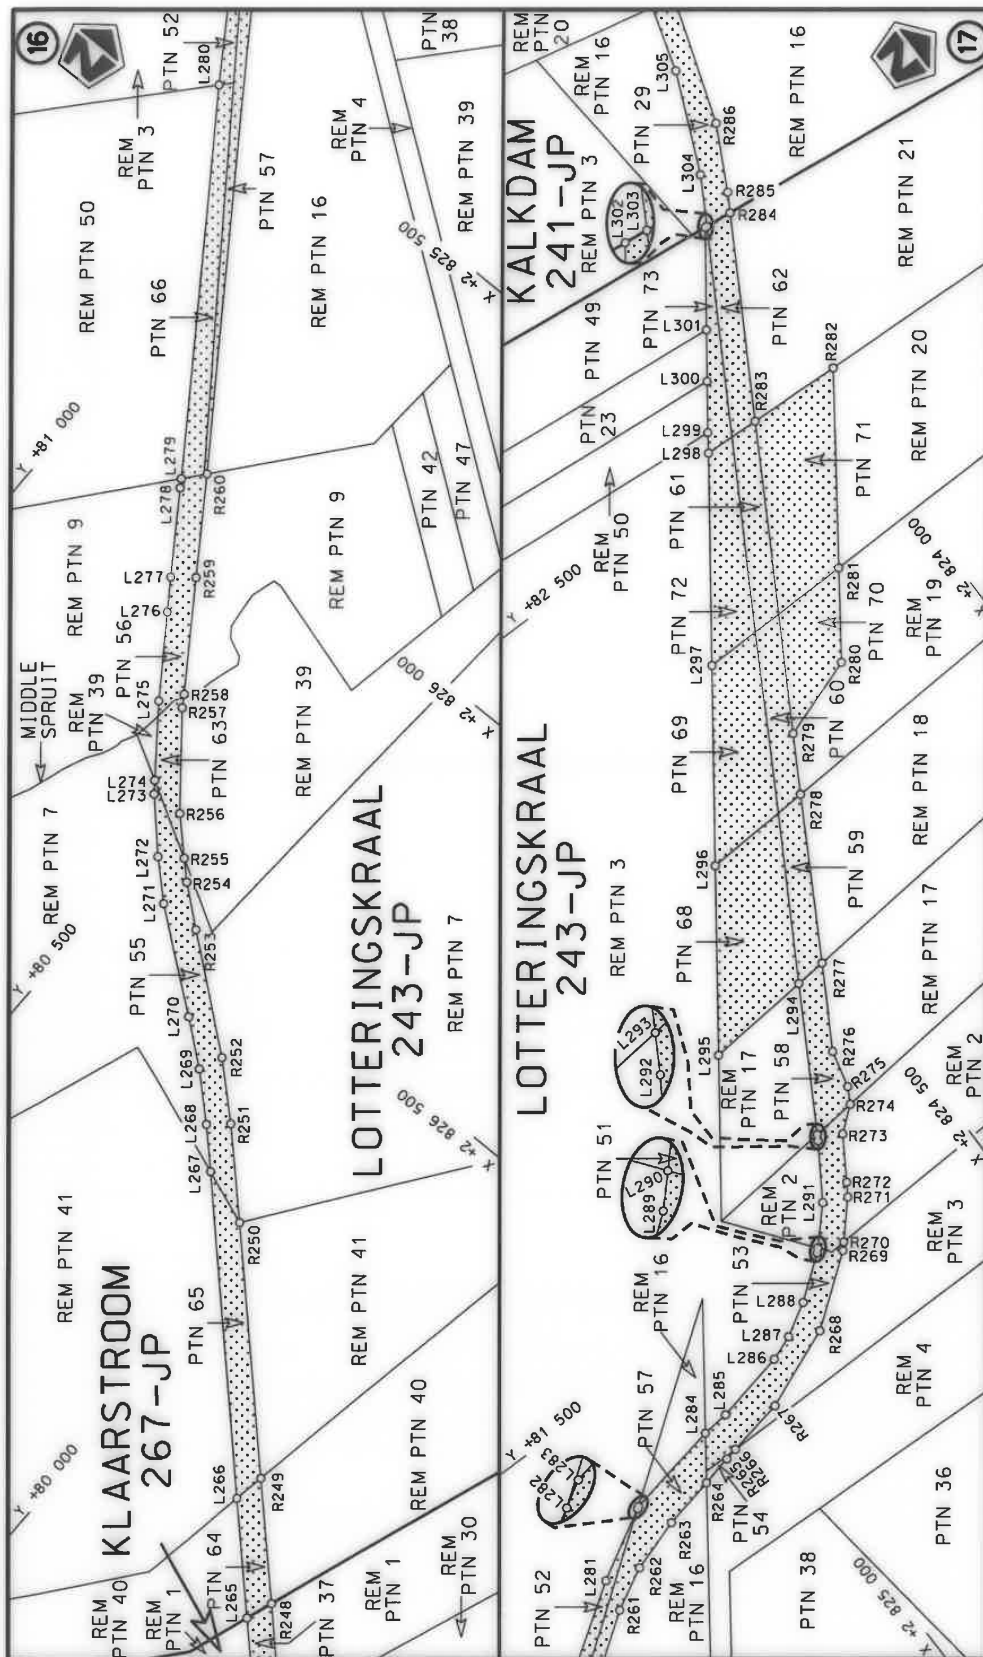 16
PTN 52
L280
REM
PTN 3
PTN 57
REM
PTN 4
PTN
38
REM PTN 39
REM PTN 50
PTN 66
REM PTN 16
X +2 825 500
Y +81 000
L279
L278
R260
PTN 42
PTN 47
REM PTN 9
L277
R259
REM PTN 9
L276
PTN 56
MIDDLE
SPRUIT
REM
PTN 39
L275
R258
R257
PTN 63
REM PTN 39
X +2 826 000
L274
L273
R256
REM PTN 7
L272
R255
R254
L271
R253
Y +80 500
PTN 55
LOTTERINGSKRAAL
243-JP
REM PTN 7
L270
R252
L269
L268
R251
L267
R250
X +2 826 500
REM PTN 41
PTN 65
REM PTN 41
KLAARSTROOM
267-JP
Y +80 000
L266
R249
REM PTN 40
PTN 64
L265
R248
REM
PTN 40
REM
PTN 1
PTN 37
REM
PTN 1
REM
PTN 30
17
REM
PTN
20
REM
PTN 16
L305
PTN 29
R286
REM PTN 16
KALKDAM
241-JP
REM PTN 3
L302
L303
L304
R285
R284
REM PTN 21
PTN 49
PTN 73
PTN 62
L301
L300
R282
PTN
23
L299
L298
R283
REM PTN 20
REM
PTN 50
PTN 61
PTN 71
Y +82 500
PTN 72
R281
X +2 824 000
PTN 70
REM
PTN 19
L297
R280
PTN 60
R279
PTN 69
REM PTN 18
R278
LOTTERINGSKRAAL
243-JP
L296
PTN 59
REM PTN 3
PTN 68
R277
REM PTN 17
L294
L293
L292
L295
R276
REM
PTN 17
PTN 58
R275
R274
REM
PTN 2
X +2 824 500
R273
PTN 51
L290
L289
L291
R272
R271
REM
PTN 2
R270
R269
REM
PTN 3
PTN 53
L288
REM
PTN 16
L287
R268
L286
REM
PTN 4
PTN 57
L285
R267
L284
Y +81 500
R266
R265
R264
PTN
54
L283
L282
R263
PTN 36
L281
R262
PTN 52
R261
REM
PTN 16
PTN 38
X +2 825 000